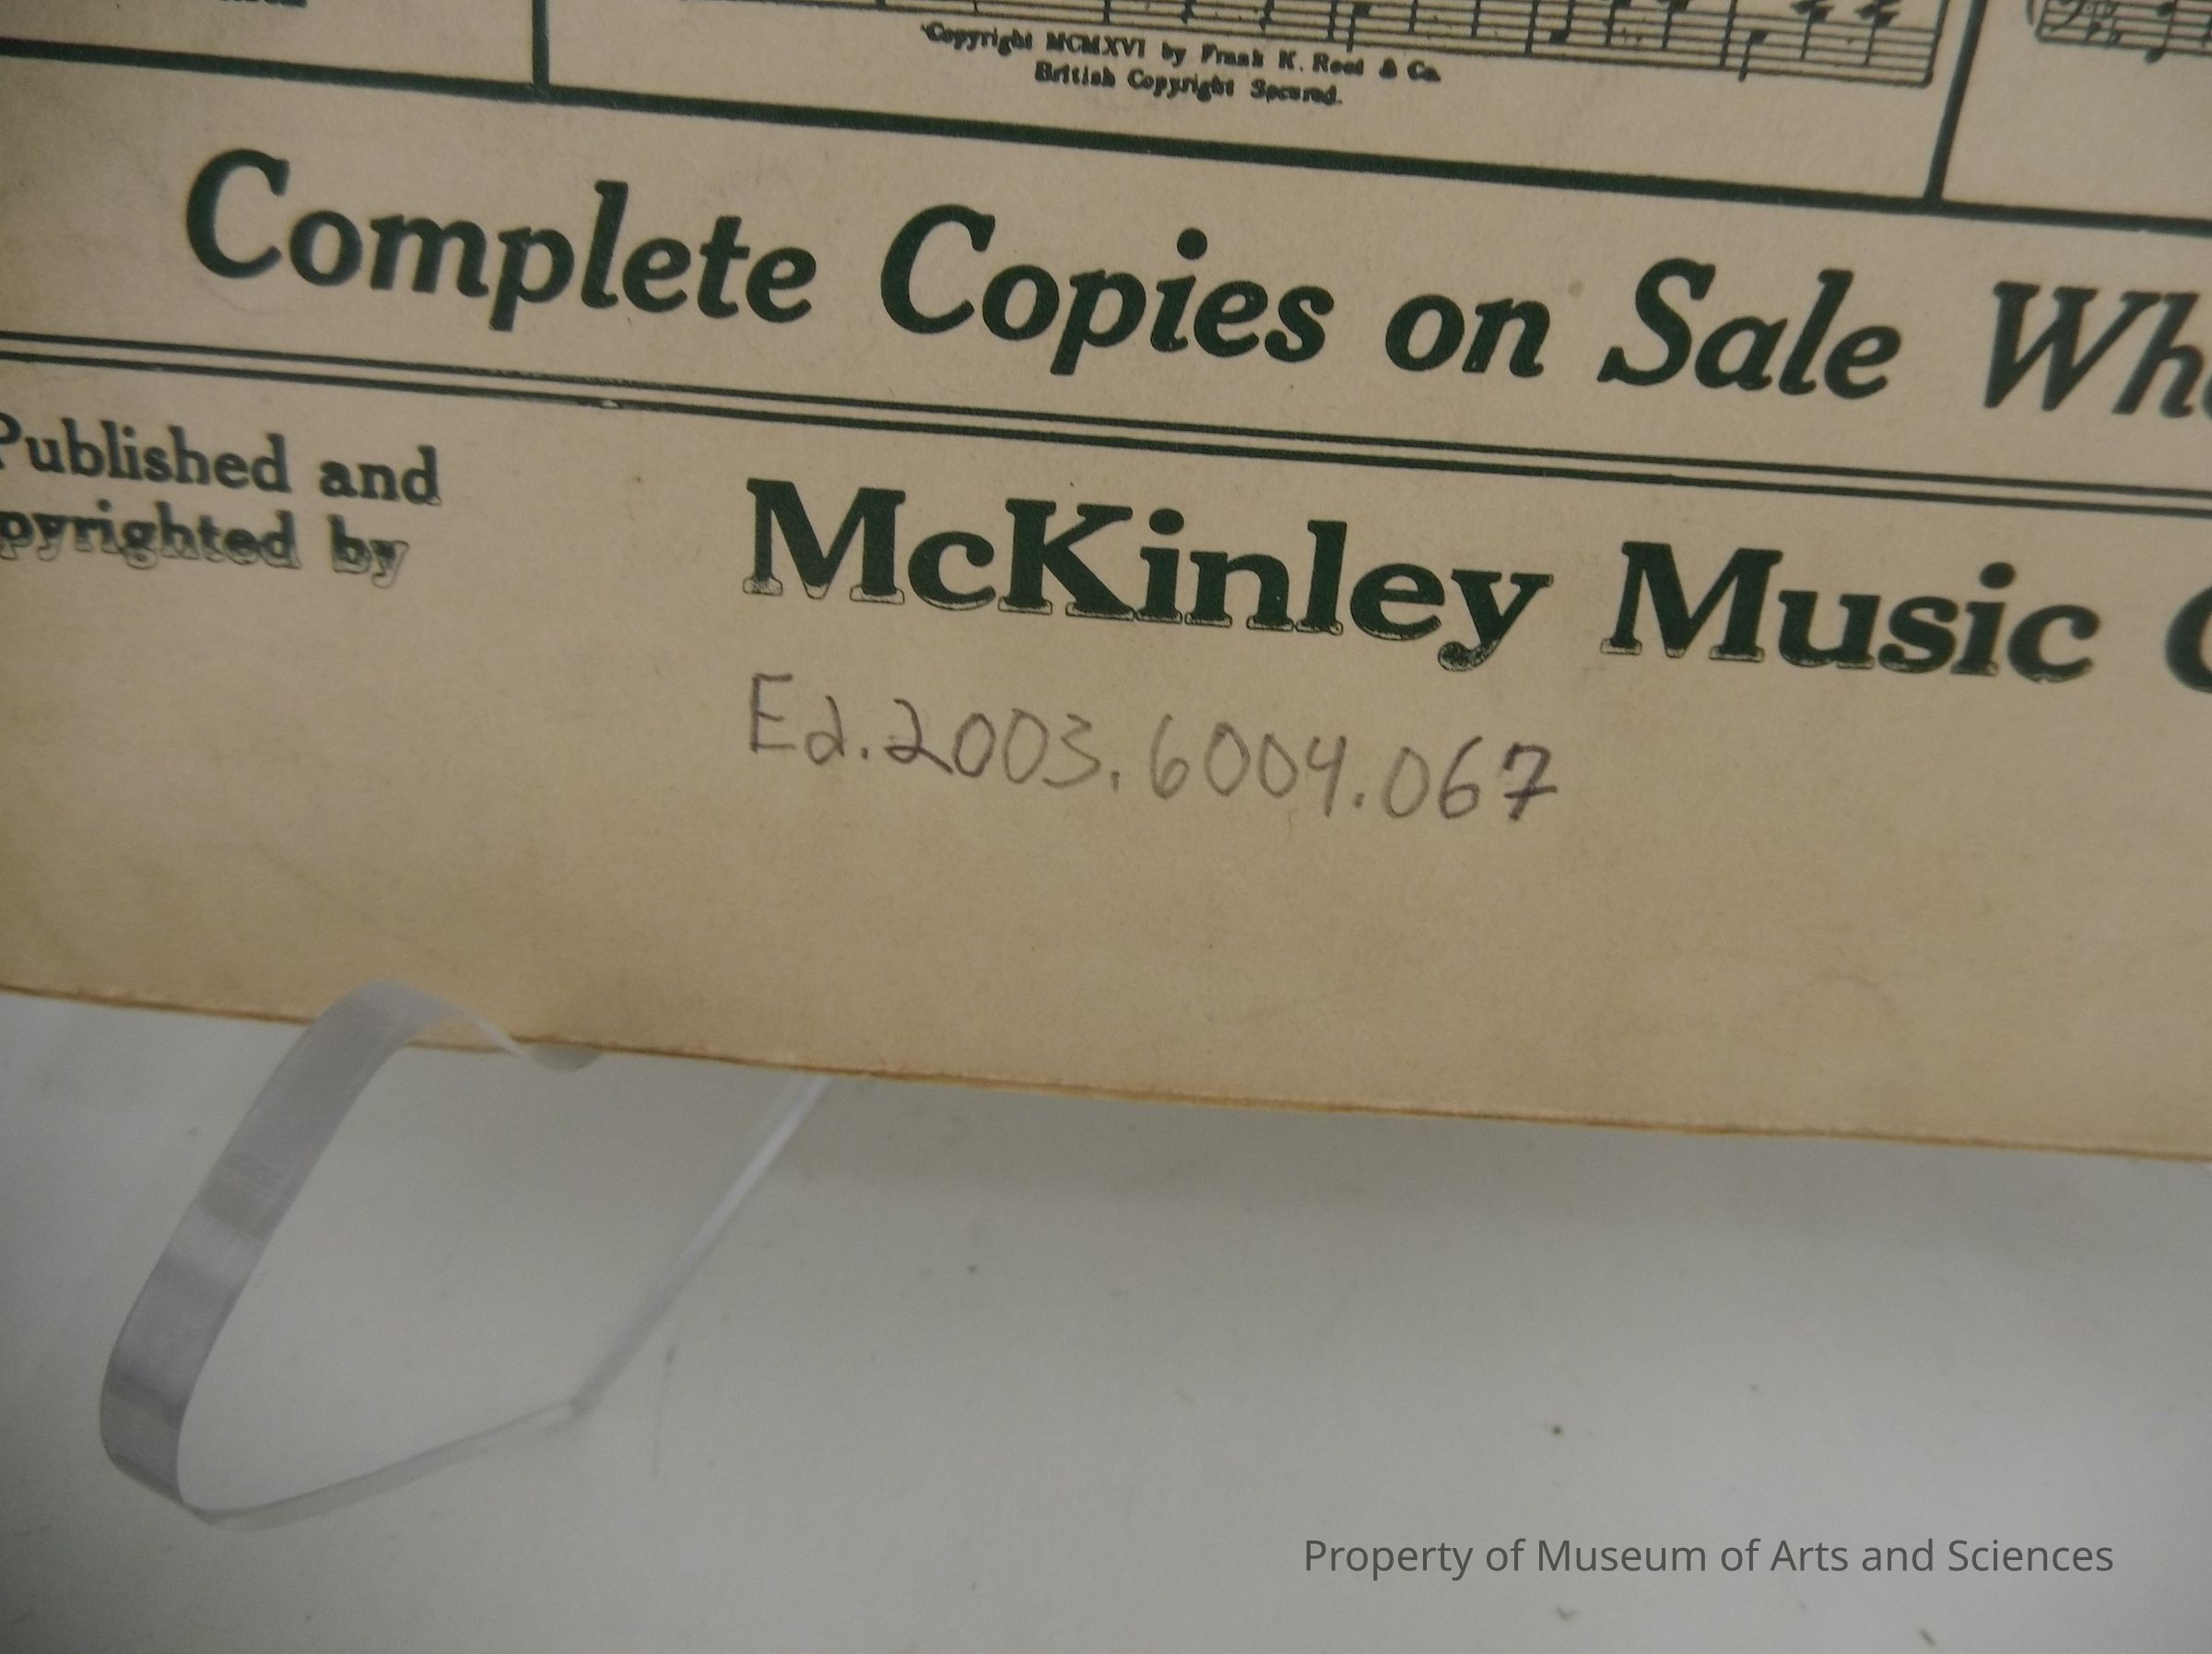 Copyright MCMXVI by Frank K. Root & Co.
British Copyright Secured.
Complete Copies on Sale Wh
Published and
pyrighted by
McKinley Music C
Ed.2003.6004.067
Property of Museum of Arts and Sciences